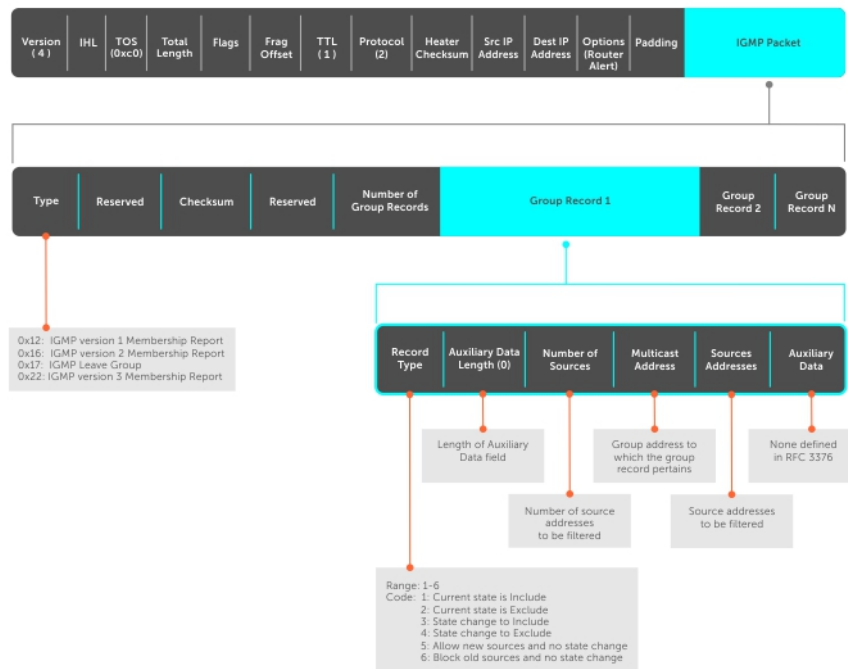 Version (4)
IHL
TOS (0xc0)
Total Length
Flags
Frag Offset
TTL (1)
Protocol (2)
Heater Checksum
Src IP Address
Dest IP Address
Options (Router Alert)
Padding
IGMP Packet
Type
Reserved
Checksum
Reserved
Number of Group Records
Group Record 1
Group Record 2
Group Record N
0x12: IGMP version 1 Membership Report
0x16: IGMP version 2 Membership Report
0x17: IGMP Leave Group
0x22: IGMP version 3 Membership Report
Record Type
Auxiliary Data Length (0)
Number of Sources
Multicast Address
Sources Addresses
Auxiliary Data
Length of Auxiliary
Data field
Group address to
which the group
record pertains
None defined
in RFC 3376
Number of source
addresses
to be filtered
Source addresses
to be filtered
Range: 1-6
Code: 1: Current state is Include
2: Current state is Exclude
3: State change to Include
4: State change to Exclude
5: Allow new sources and no state change
6: Block old sources and no state change